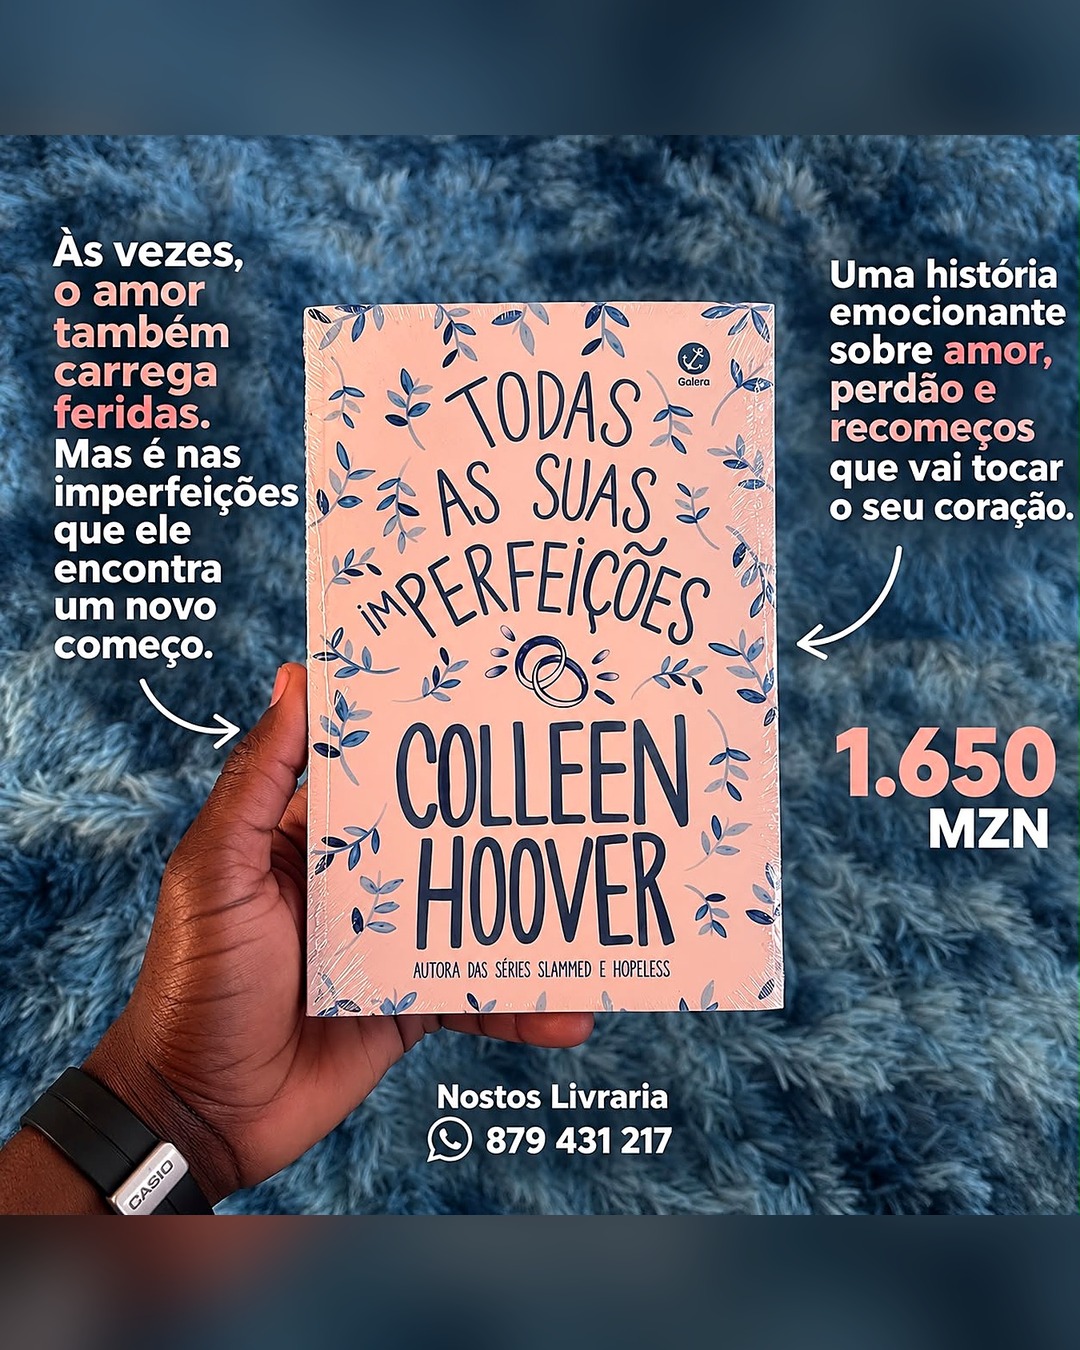 Às vezes,
o amor
também
carrega
feridas.
Mas é nas
imperfeições
que ele
encontra
um novo
começo.
Uma história
emocionante
sobre amor,
perdão e
recomeços
que vai tocar
o seu coração.
1.650
MZN
Galera
TODAS
AS SUAS
imPERFEiÇÕES
COLLEEN
HOOVER
AUTORA DAS SÉRIES SLAMMED E HOPELESS
Nostos Livraria
879 431 217
CASIO